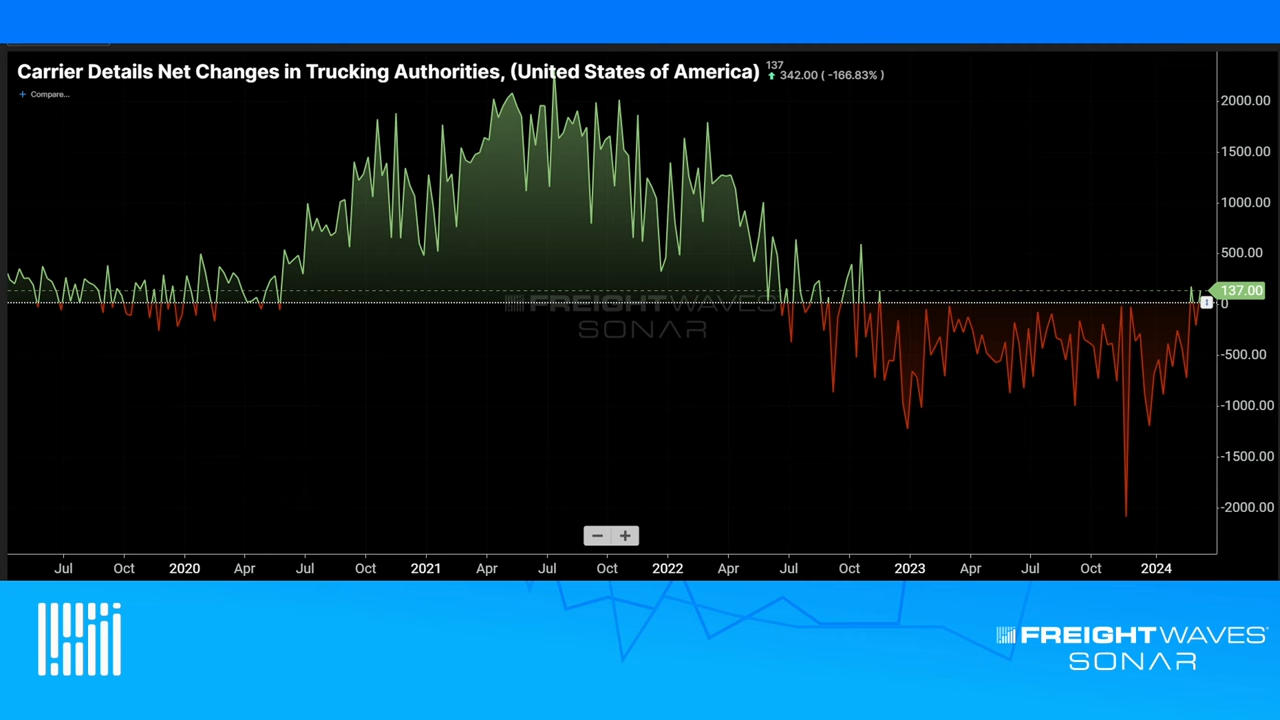 Carrier Details Net Changes in Trucking Authorities, (United States of America)
137
342.00 ( -166.83% )
+ Compare...
2000.00
1500.00
1000.00
500.00
137.00
0
-500.00
-1000.00
-1500.00
-2000.00
FREIGHTWAVES
SONAR
− +
Jul Oct 2020 Apr Jul Oct 2021 Apr Jul Oct 2022 Apr Jul Oct 2023 Apr Jul Oct 2024
FREIGHTWAVES
SONAR